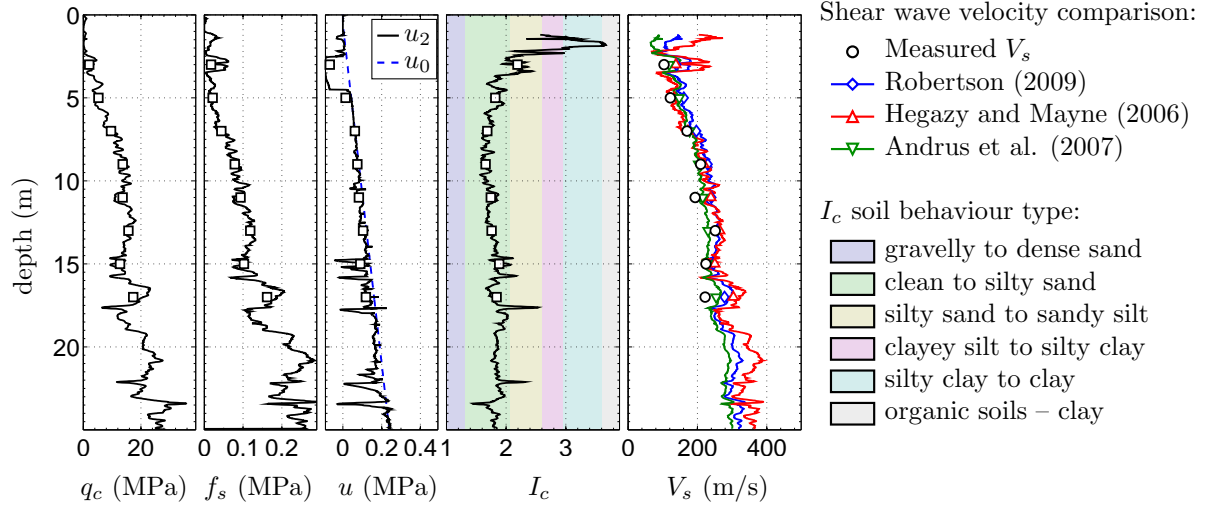 0
5
10
15
20
depth (m)
0 20 40
q_c (MPa)
0 0.1 0.2
f_s (MPa)
u_2
u_0
0 0.2 0.4
u (MPa)
1 2 3
I_c
0 200 400
V_s (m/s)
Shear wave velocity comparison:
Measured V_s
Robertson (2009)
Hegazy and Mayne (2006)
Andrus et al. (2007)
I_c soil behaviour type:
gravelly to dense sand
clean to silty sand
silty sand to sandy silt
clayey silt to silty clay
silty clay to clay
organic soils – clay